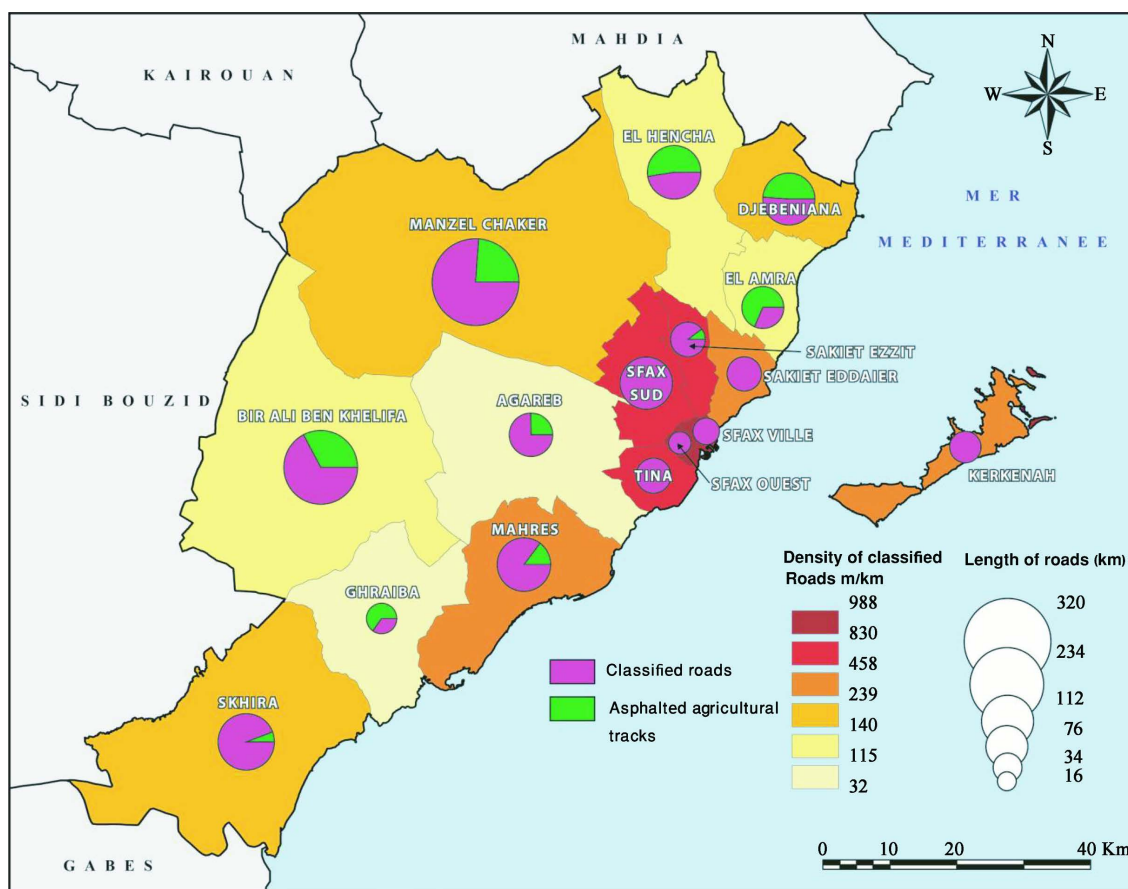 MAHDIA
KAIROUAN
N
W E
S
EL HENCHA
MER
MEDITERRANEE
DJEBENIANA
MANZEL CHAKER
EL AMRA
SAKIET EZZIT
SAKIET EDDAIER
SFAX
SUD
SIDI BOUZID
AGAREB
BIR ALI BEN KHELIFA
SFAX VILLE
KERKENAH
TINA
SFAX OUEST
MAHRES
GHRAIBA
SKHIRA
GABES
Classified roads
Asphalted agricultural
tracks
Density of classified
Roads m/km
988
830
458
239
140
115
32
Length of roads (km)
320
234
112
76
34
16
0 10 20 40 Km